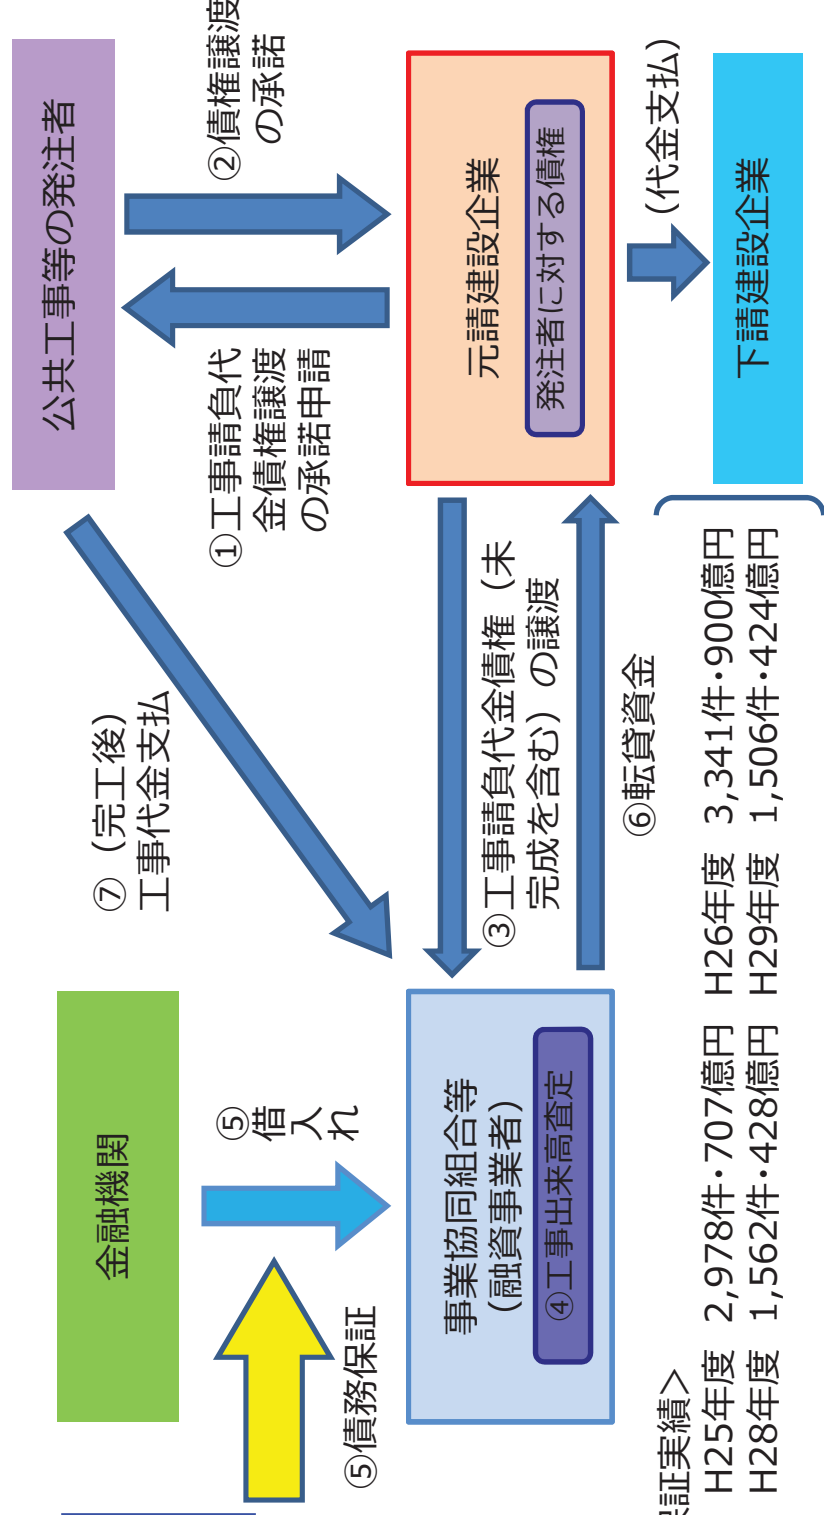 金融機関
公共工事等の発注者
⑦（完工後）
工事代金支払
⑤
借
入
れ
①工事請負代
金債権譲渡
の承諾申請
②債権譲渡
の承諾
⑤債務保証
事業協同組合等
（融資事業者）
④工事出来高査定
③工事請負代金債権（未
完成を含む）の譲渡
⑥転貸資金
元請建設企業
発注者に対する債権
（代金支払）
下請建設企業
証実績＞
H25年度 2,978件・707億円 H26年度 3,341件・900億円
H28年度 1,562件・428億円 H29年度 1,506件・424億円